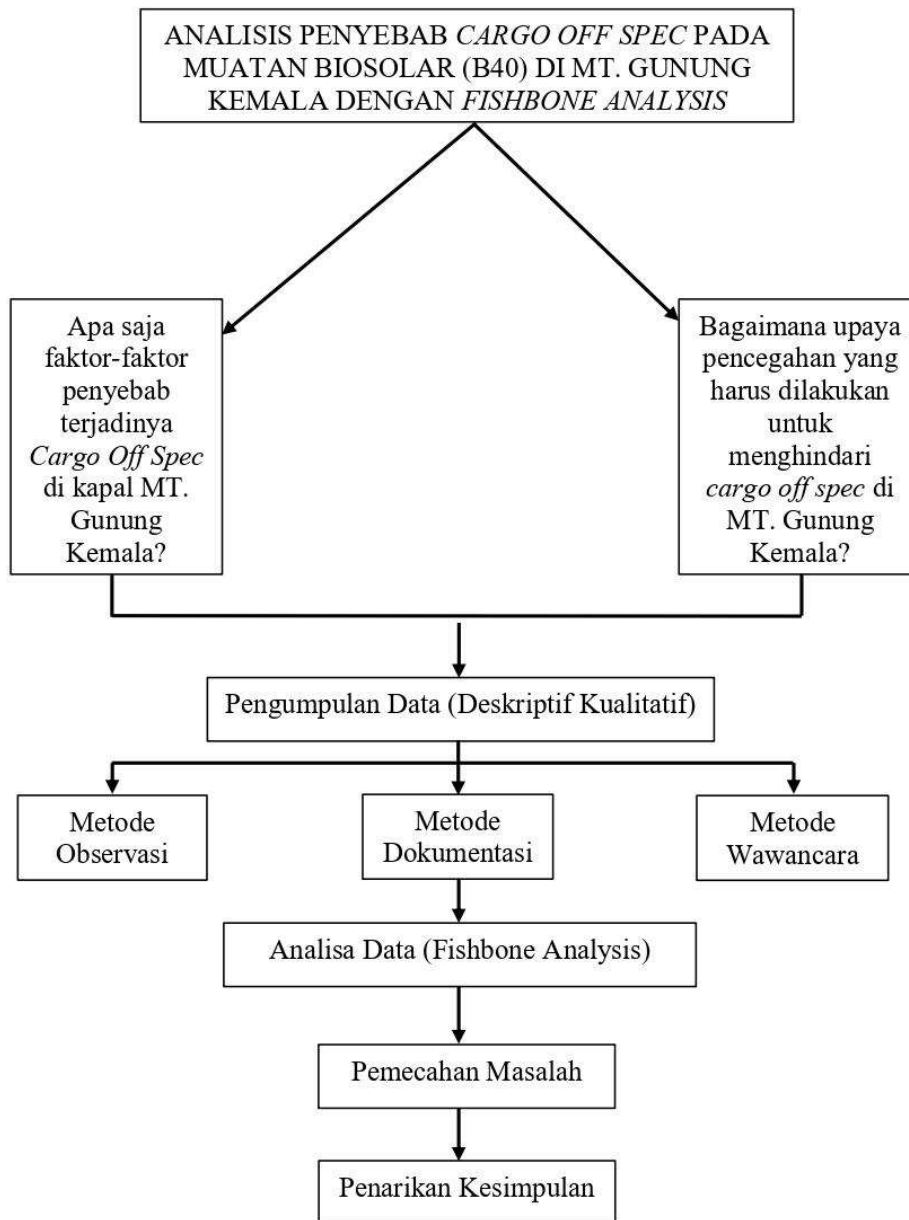 ANALISIS PENYEBAB CARGO OFF SPEC PADA
MUATAN BIOSOLAR (B40) DI MT. GUNUNG
KEMALA DENGAN FISHBONE ANALYSIS
Apa saja
faktor-faktor
penyebab
terjadinya
Cargo Off Spec
di kapal MT.
Gunung
Kemala?
Bagaimana upaya
pencegahan yang
harus dilakukan
untuk
menghindari
cargo off spec di
MT. Gunung
Kemala?
Pengumpulan Data (Deskriptif Kualitatif)
Metode
Observasi
Metode
Dokumentasi
Metode
Wawancara
Analisa Data (Fishbone Analysis)
Pemecahan Masalah
Penarikan Kesimpulan